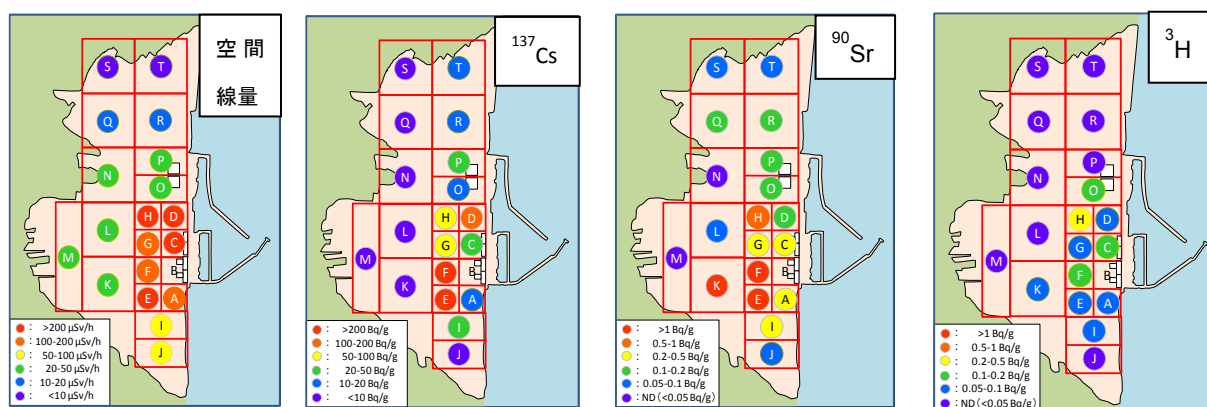 空間
線量
S
T
Q
R
P
N
O
H
D
L
G
C
M
F
B
K
E
A
I
J
: >200 μSv/h
: 100-200 μSv/h
: 50-100 μSv/h
: 20-50 μSv/h
: 10-20 μSv/h
: <10 μSv/h
137Cs
S
T
Q
R
P
N
O
H
D
L
G
C
M
F
B
K
E
A
I
J
: >200 Bq/g
: 100-200 Bq/g
: 50-100 Bq/g
: 20-50 Bq/g
: 10-20 Bq/g
: <10 Bq/g
90Sr
S
T
Q
R
P
N
O
H
D
L
G
C
M
F
B
K
E
A
I
J
: >1 Bq/g
: 0.5-1 Bq/g
: 0.2-0.5 Bq/g
: 0.1-0.2 Bq/g
: 0.05-0.1 Bq/g
: ND(<0.05 Bq/g)
3H
S
T
Q
R
P
N
O
H
D
L
G
C
M
F
B
K
E
A
I
J
: >1 Bq/g
: 0.5-1 Bq/g
: 0.2-0.5 Bq/g
: 0.1-0.2 Bq/g
: 0.05-0.1 Bq/g
: ND(<0.05 Bq/g)